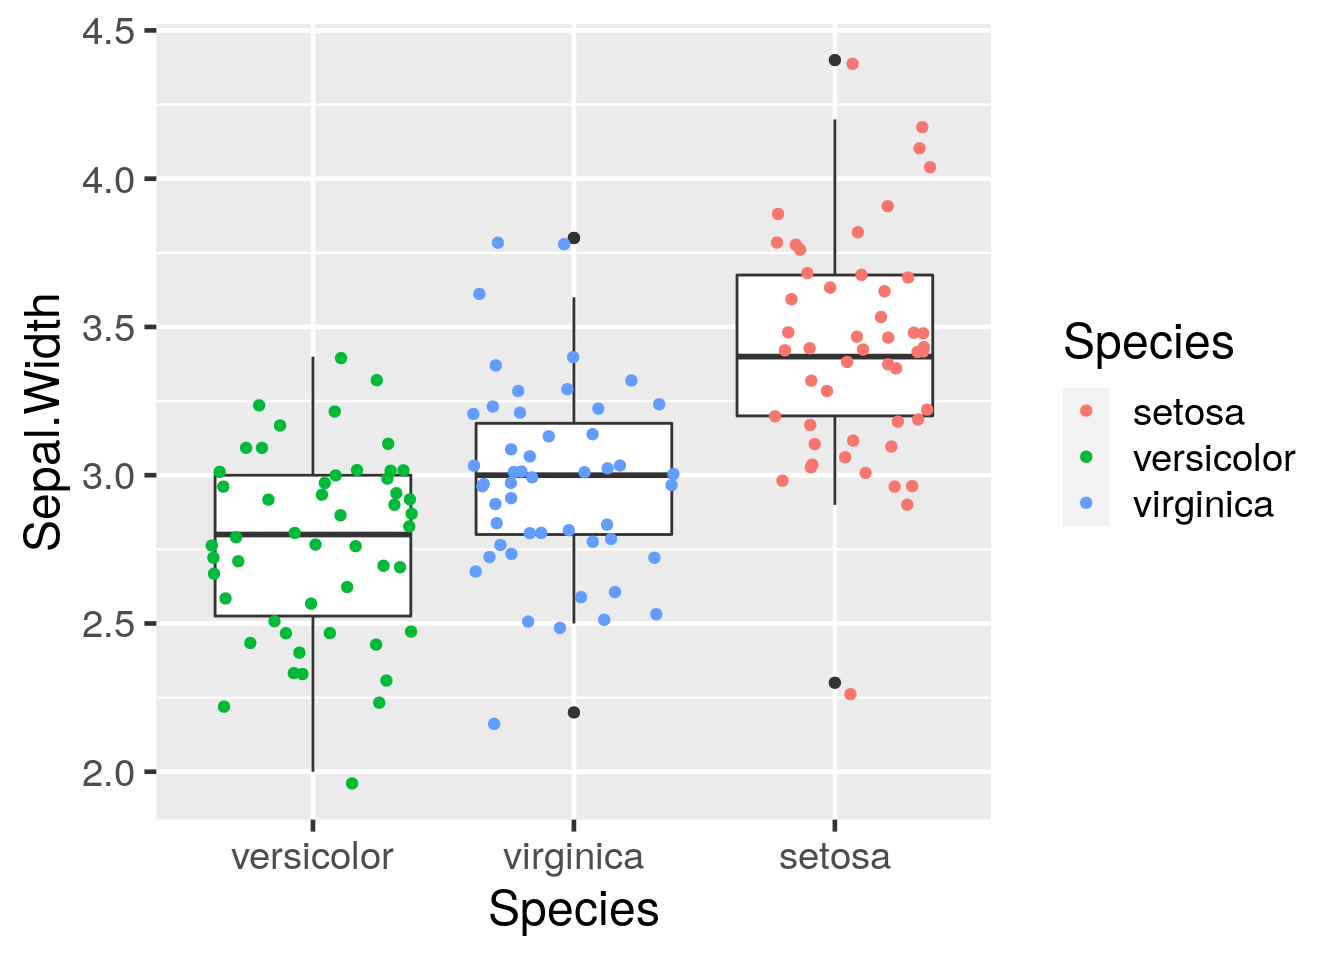 4.5
4.0
3.5
3.0
2.5
2.0
Sepal.Width
versicolor virginica setosa
Species
Species
setosa
versicolor
virginica